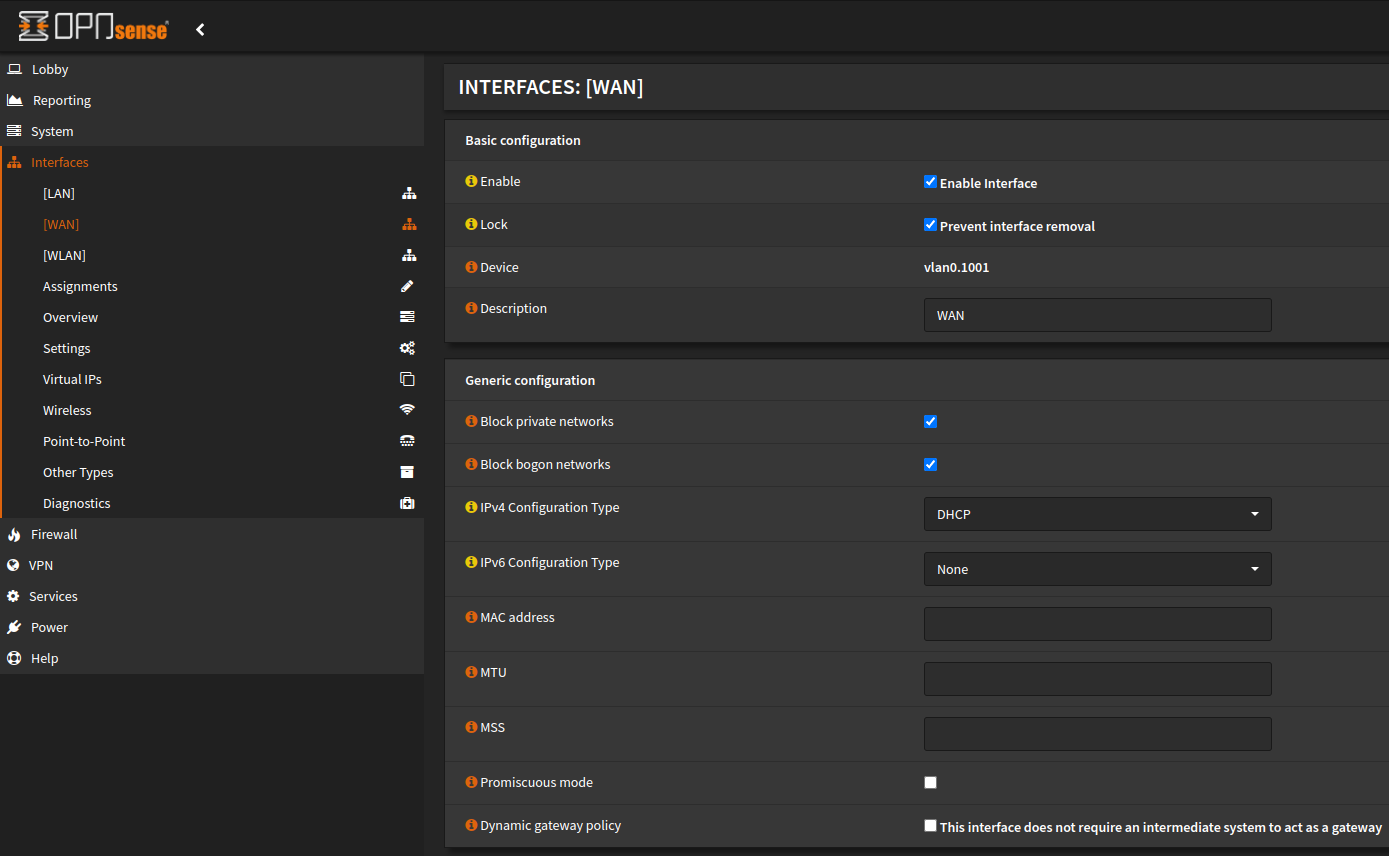 OPNsense
Lobby
Reporting
System
Interfaces
[LAN]
[WAN]
[WLAN]
Assignments
Overview
Settings
Virtual IPs
Wireless
Point-to-Point
Other Types
Diagnostics
Firewall
VPN
Services
Power
Help
INTERFACES: [WAN]
Basic configuration
Enable Enable Interface
Lock Prevent interface removal
Device vlan0.1001
Description WAN
Generic configuration
Block private networks
Block bogon networks
IPv4 Configuration Type DHCP
IPv6 Configuration Type None
MAC address
MTU
MSS
Promiscuous mode
Dynamic gateway policy This interface does not require an intermediate system to act as a gateway